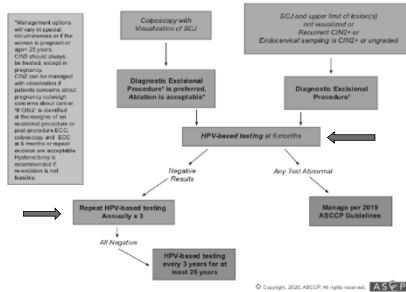 *Management options
will vary in special
circumstances or if the
woman is pregnant or
age< 25 years.
CIN3 should always
be treated, except in
pregnancy.
CIN2 can be managed
with observation if
patients concerns about
pregnancy outweigh
concerns about cancer.
*If CIN2+ is identified
at the margins of an
excisional procedure or
post-procedure ECC,
colposcopy and ECC
at 6 months or repeat
excision are acceptable.
Hysterectomy is
recommended if
re-excision is not
feasible.
Colposcopy with
Visualization of SCJ
SCJ and upper limit of lesion(s)
not visualized or
Recurrent CIN2+ or
Endocervical sampling is CIN2+ or ungraded
Diagnostic Excisional
Procedure* is preferred,
Ablation is acceptable*
Diagnostic Excisional
Procedure*
HPV-based testing at 6 months
Negative
Results
Any Test Abnormal
Repeat HPV-based testing
Annually x 3
Manage per 2019
ASCCP Guidelines
All Negative
HPV-based testing
every 3 years for at
least 25 years
© Copyright, 2020, ASCCP. All rights reserved.